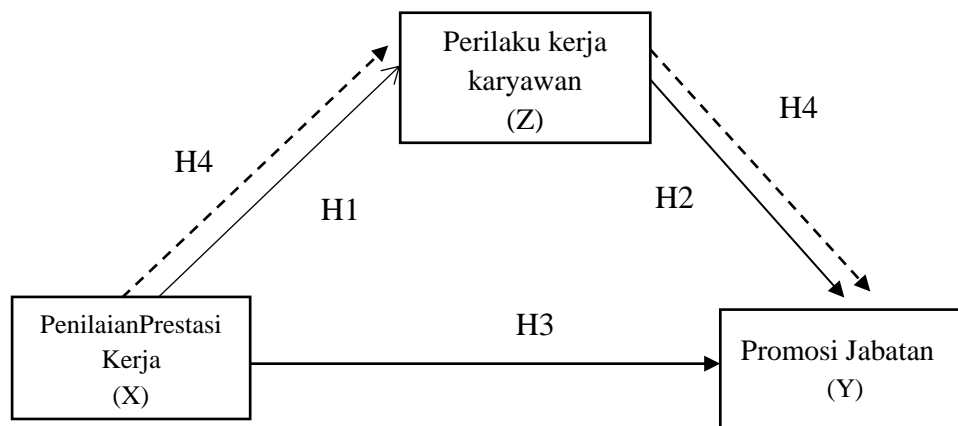 Perilaku kerja
karyawan
(Z)
H4
H4
H1
H2
PenilaianPrestasi
Kerja
(X)
H3
Promosi Jabatan
(Y)